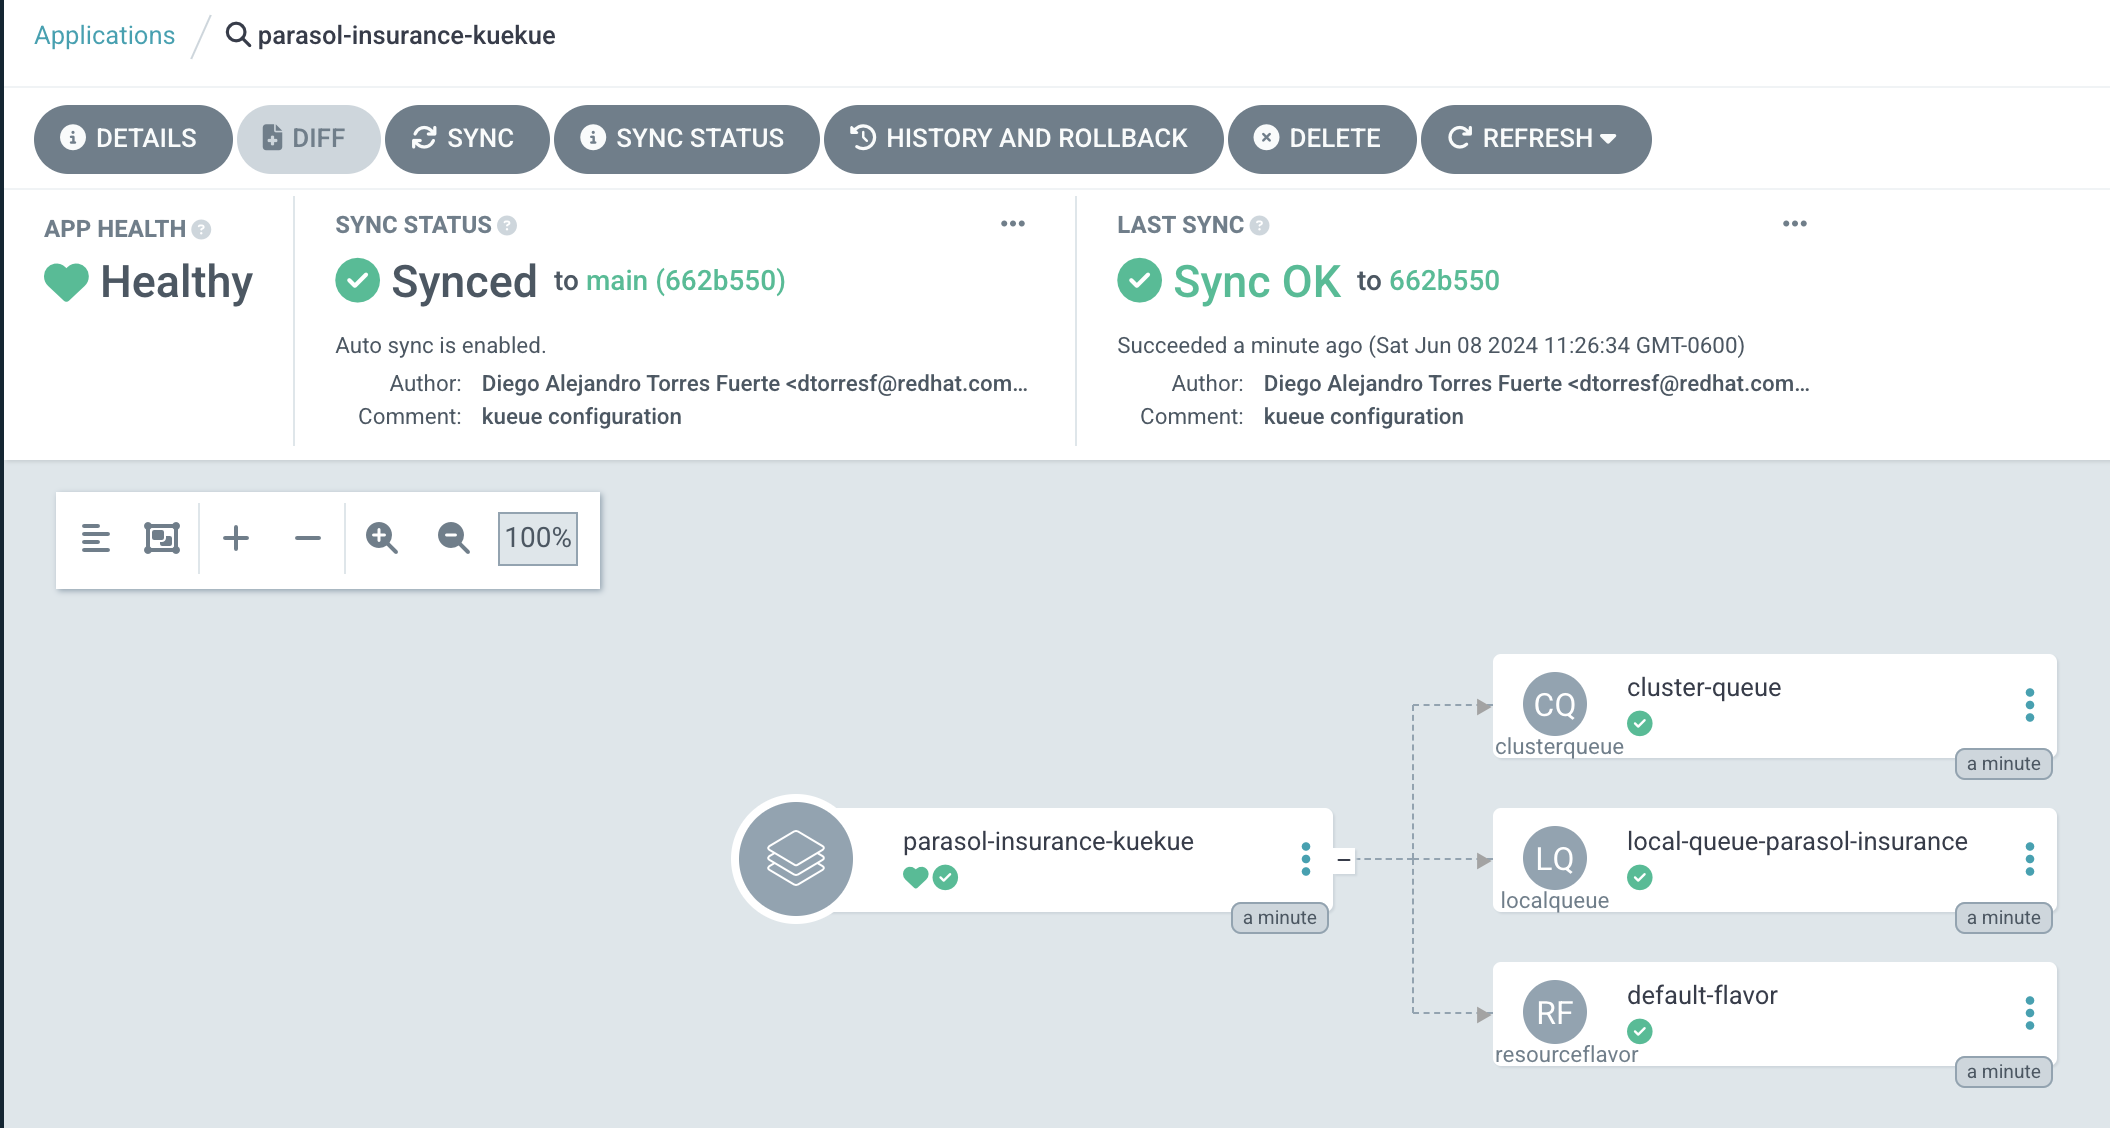 Applications / parasol-insurance-kuekue
DETAILS DIFF SYNC SYNC STATUS HISTORY AND ROLLBACK DELETE REFRESH
APP HEALTH ?
Healthy
SYNC STATUS ? •••
Synced to main (662b550)
Auto sync is enabled.
Author: Diego Alejandro Torres Fuerte <dtorresf@redhat.com...
Comment: kueue configuration
LAST SYNC ? •••
Sync OK to 662b550
Succeeded a minute ago (Sat Jun 08 2024 11:26:34 GMT-0600)
Author: Diego Alejandro Torres Fuerte <dtorresf@redhat.com...
Comment: kueue configuration
100%
parasol-insurance-kuekue
a minute
CQ cluster-queue
clusterqueue
a minute
LQ local-queue-parasol-insurance
localqueue
a minute
RF default-flavor
resourceflavor
a minute